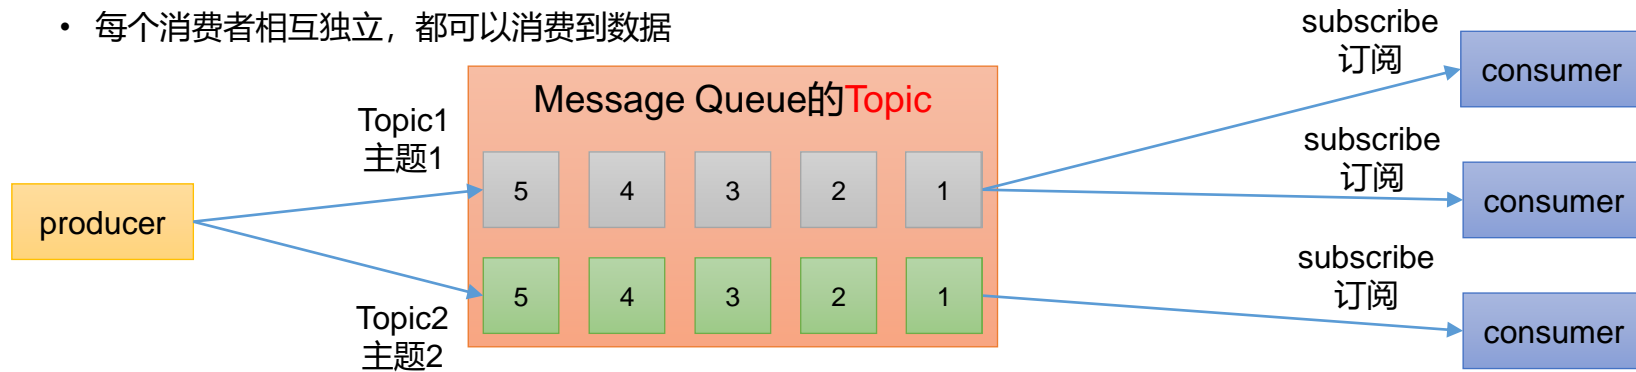 • 每个消费者相互独立，都可以消费到数据
subscribe
订阅
consumer
Message Queue的Topic
Topic1
主题1
subscribe
订阅
5 4 3 2 1
consumer
producer
subscribe
订阅
5 4 3 2 1
Topic2
主题2
consumer